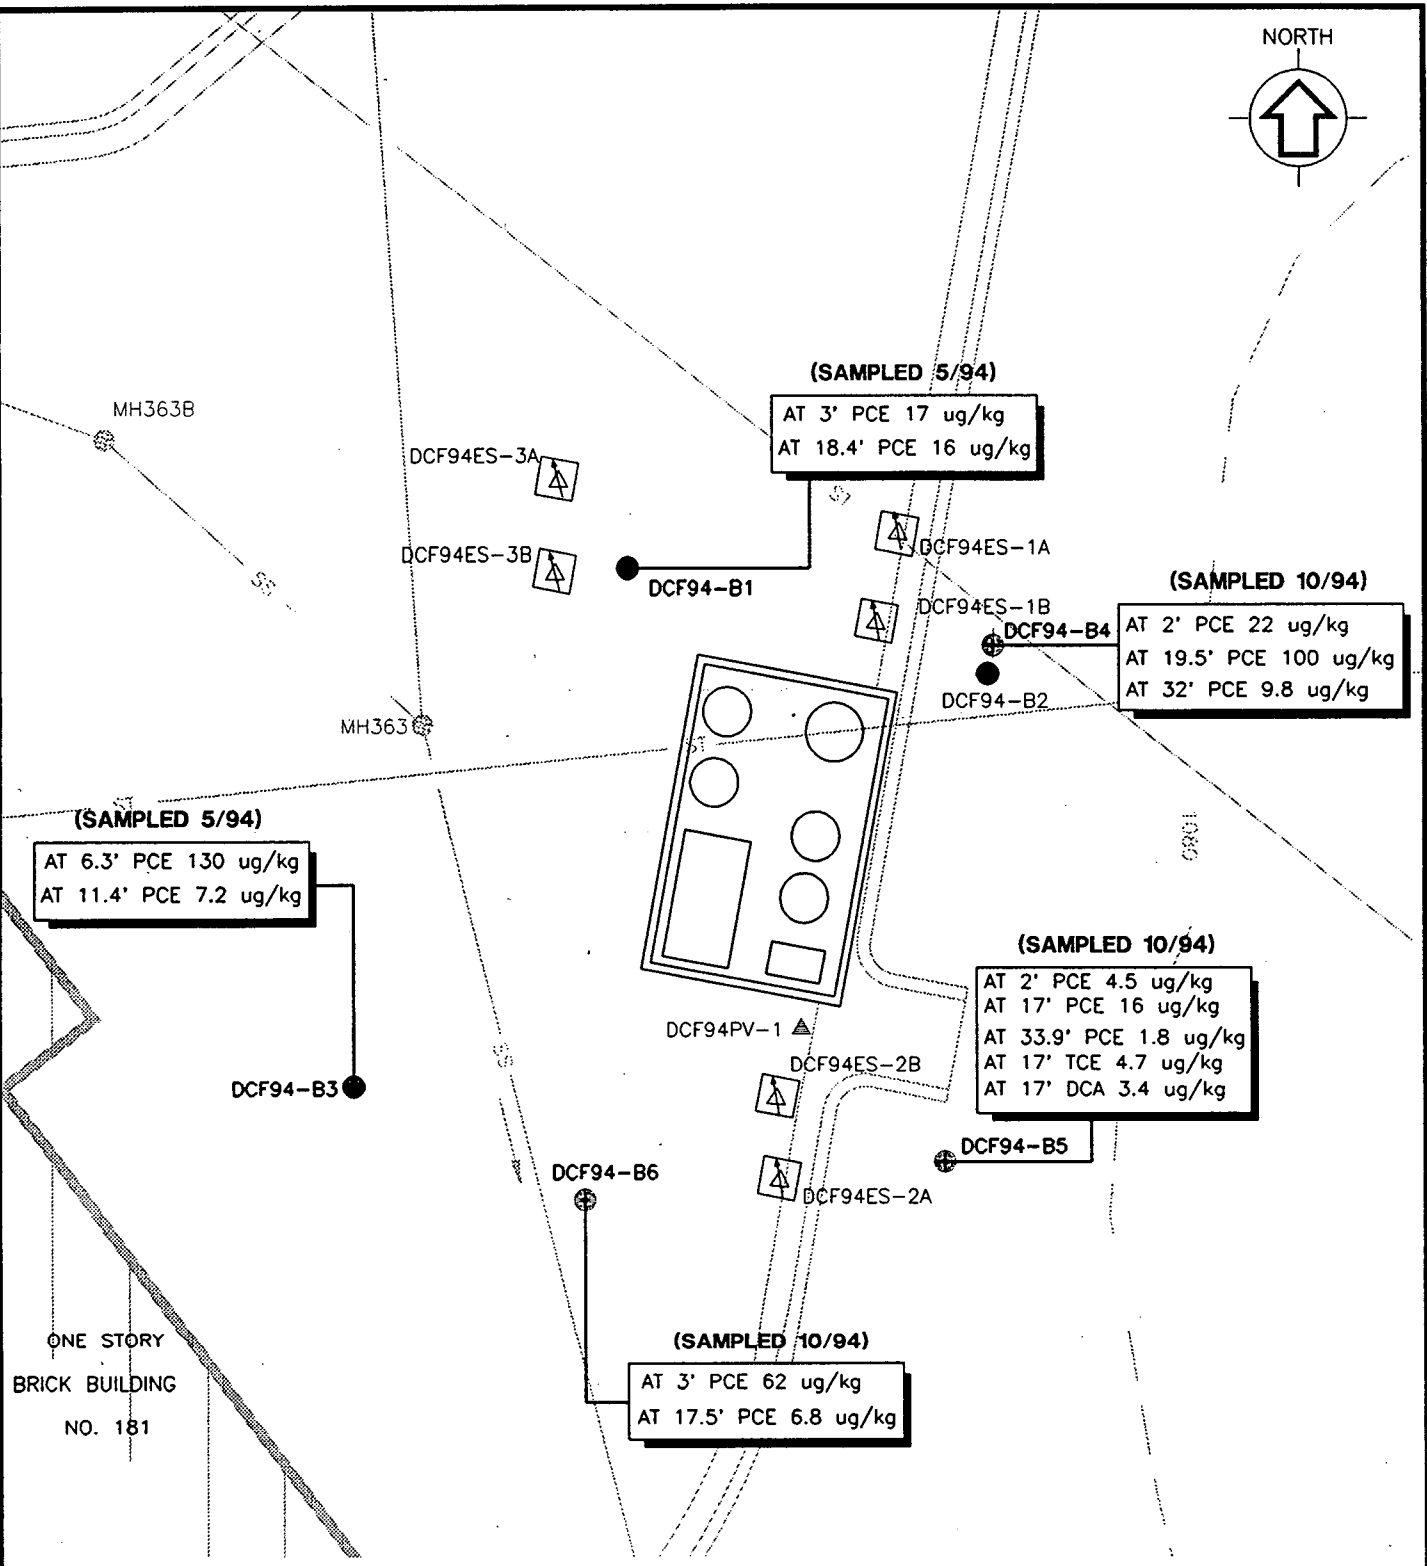 NORTH
(SAMPLED 5/94)
AT 3' PCE 17 ug/kg
AT 18.4' PCE 16 ug/kg
MH363B
DCF94ES-3A
ST
DCF94ES-1A
DCF94ES-3B
DCF94-B1
SS
(SAMPLED 10/94)
DCF94ES-1B
DCF94-B4
AT 2' PCE 22 ug/kg
AT 19.5' PCE 100 ug/kg
AT 32' PCE 9.8 ug/kg
DCF94-B2
MH363
ST
ST
(SAMPLED 5/94)
AT 6.3' PCE 130 ug/kg
AT 11.4' PCE 7.2 ug/kg
1080
(SAMPLED 10/94)
AT 2' PCE 4.5 ug/kg
AT 17' PCE 16 ug/kg
AT 33.9' PCE 1.8 ug/kg
AT 17' TCE 4.7 ug/kg
AT 17' DCA 3.4 ug/kg
DCF94PV-1
SS
DCF94ES-2B
DCF94-B3
DCF94-B5
DCF94-B6
DCF94ES-2A
ONE STORY
BRICK BUILDING
NO. 181
(SAMPLED 10/94)
AT 3' PCE 62 ug/kg
AT 17.5' PCE 6.8 ug/kg